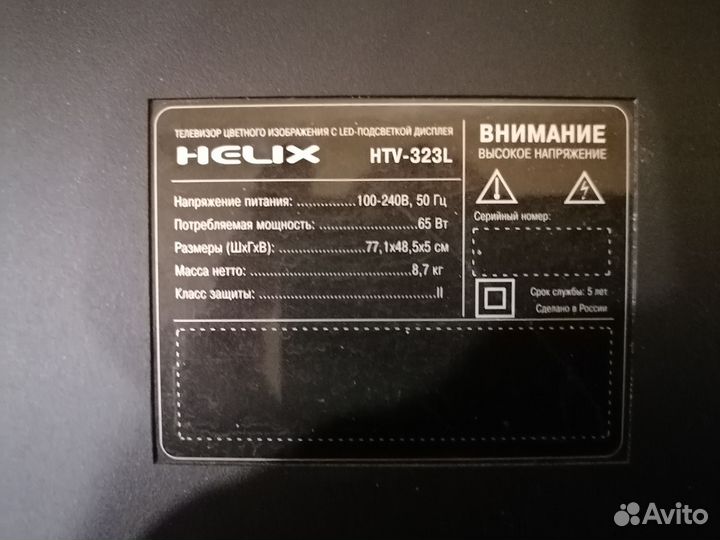 ТЕЛЕВИЗОР ЦВЕТНОГО ИЗОБРАЖЕНИЯ С LED-ПОДСВЕТКОЙ ДИСПЛЕЯ
HELIX HTV-323L
Напряжение питания: ...............100-240В, 50 Гц
Потребляемая мощность: ..........................65 Вт
Размеры (ШхГхВ): ......................77,1х48,5х5 см
Масса нетто: ..........................................8,7 кг
Класс защиты: .............................................II
ВНИМАНИЕ
ВЫСОКОЕ НАПРЯЖЕНИЕ
Серийный номер:
Срок службы: 5 лет
Сделано в России
Avito